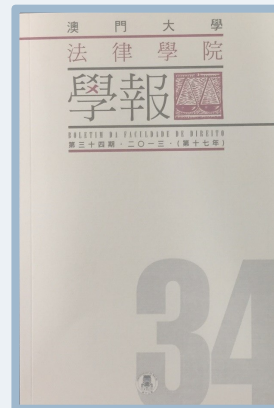 澳門大學
法律學院
學報
BOLETIM DA FACULDADE DE DIREITO
第三十四期·二〇一三·(第十七年)
34